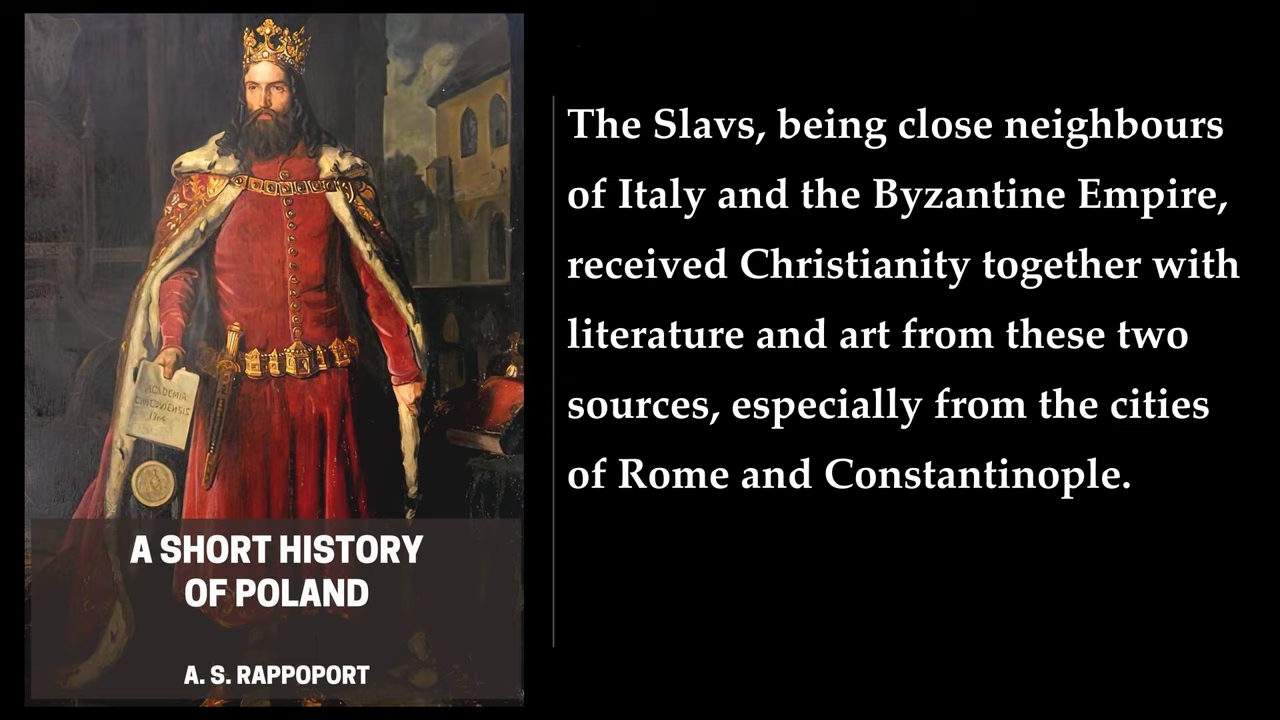 ACADEMIA
CRACOVIENSIS
A SHORT HISTORY
OF POLAND
A. S. RAPPOPORT
The Slavs, being close neighbours
of Italy and the Byzantine Empire,
received Christianity together with
literature and art from these two
sources, especially from the cities
of Rome and Constantinople.